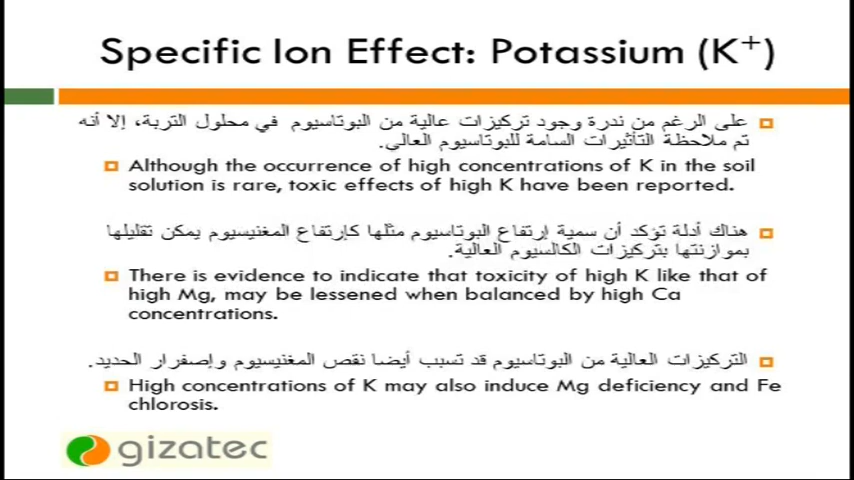 Specific Ion Effect: Potassium (K⁺)
على الرغم من ندرة وجود تركيزات عالية من البوتاسيوم في محلول التربة، إلا أنه
تم ملاحظة التأثيرات السامة للبوتاسيوم العالي.
Although the occurrence of high concentrations of K in the soil
solution is rare, toxic effects of high K have been reported.
هناك أدلة تؤكد أن سمية إرتفاع البوتاسيوم مثلها كإرتفاع المغنيسيوم يمكن تقليلها
بموازنتها بتركيزات الكالسيوم العالية.
There is evidence to indicate that toxicity of high K like that of
high Mg, may be lessened when balanced by high Ca
concentrations.
التركيزات العالية من البوتاسيوم قد تسبب أيضا نقص المغنيسيوم وإصفرار الحديد.
High concentrations of K may also induce Mg deficiency and Fe
chlorosis.
gizatec